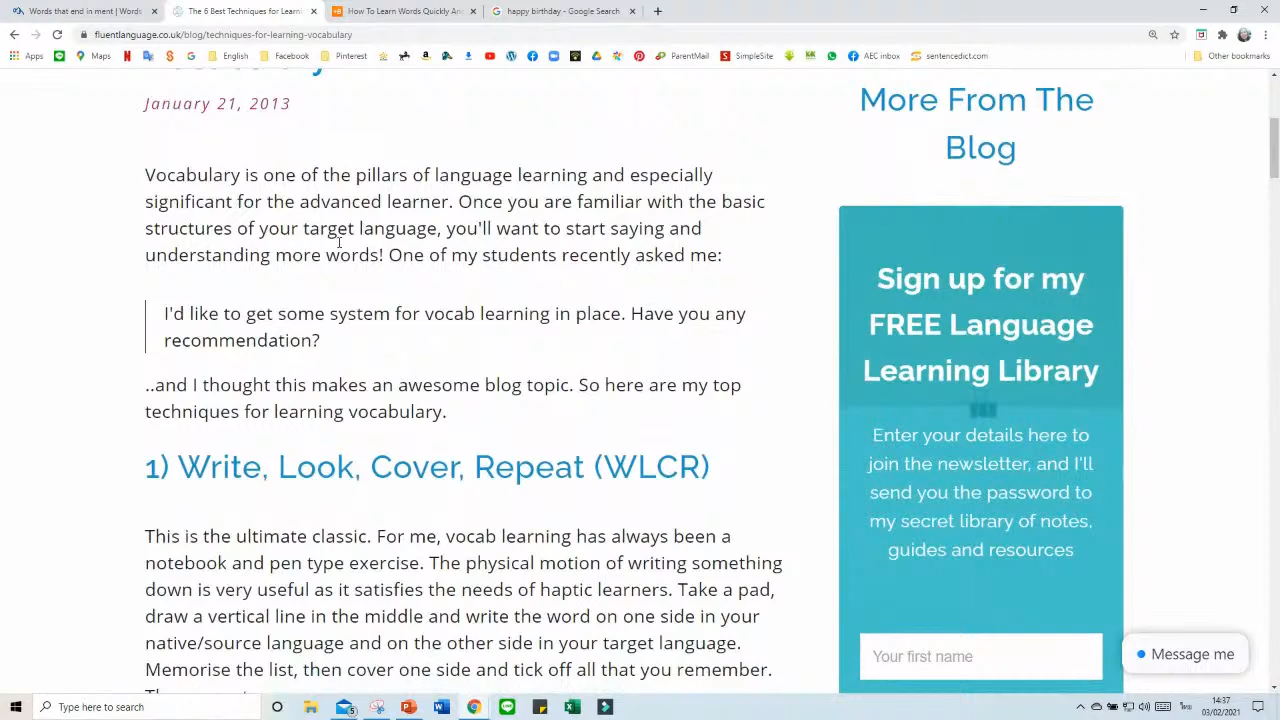 Words that end in ment | Words
The 6 Best Techniques for Learni
How To Learn Words Quickly An
happy birthday - Google Search
fluentlanguage.co.uk/blog/techniques-for-learning-vocabulary
Apps
Maps
English
Facebook
Pinterest
ParentMail
SimpleSite
AEC inbox
sentencedict.com
Other bookmarks
January 21, 2013
Vocabulary is one of the pillars of language learning and especially
significant for the advanced learner. Once you are familiar with the basic
structures of your target language, you'll want to start saying and
understanding more words! One of my students recently asked me:
I'd like to get some system for vocab learning in place. Have you any
recommendation?
..and I thought this makes an awesome blog topic. So here are my top
techniques for learning vocabulary.
1) Write, Look, Cover, Repeat (WLCR)
This is the ultimate classic. For me, vocab learning has always been a
notebook and pen type exercise. The physical motion of writing something
down is very useful as it satisfies the needs of haptic learners. Take a pad,
draw a vertical line in the middle and write the word on one side in your
native/source language and on the other side in your target language.
Memorise the list, then cover one side and tick off all that you remember.
More From The
Blog
Sign up for my
FREE Language
Learning Library
Enter your details here to
join the newsletter, and I'll
send you the password to
my secret library of notes,
guides and resources
Your first name
Message me
Type here to search
14:37
03/02/2021